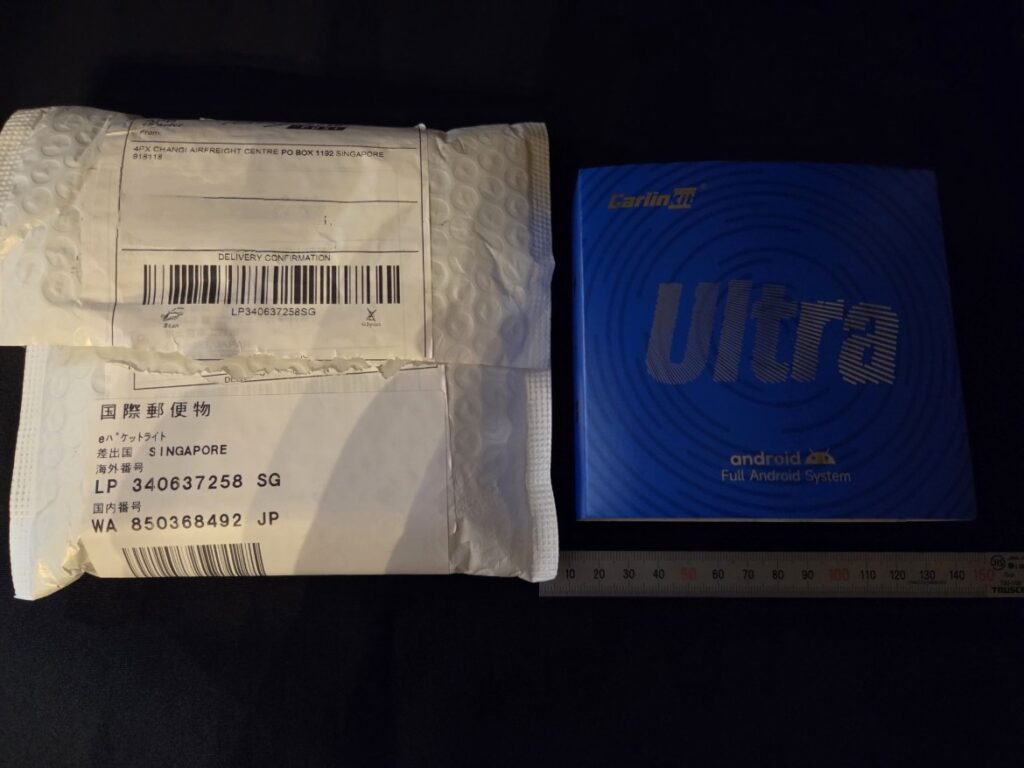 From:
4PX CHANGI AIRFREIGHT CENTRE PO BOX 1192 SINGAPORE
918118
DELIVERY CONFIRMATION
LP340637258SG
Scan
国際郵便物
eパケットライト
差出国 SINGAPORE
海外番号
LP 340637258 SG
国内番号
WA 850368492 JP
Carlinkit
Ultra
android
Full Android System
10 20 30 40 50 60 70 80 90 100 110 120 130 140 150
TRUSCO